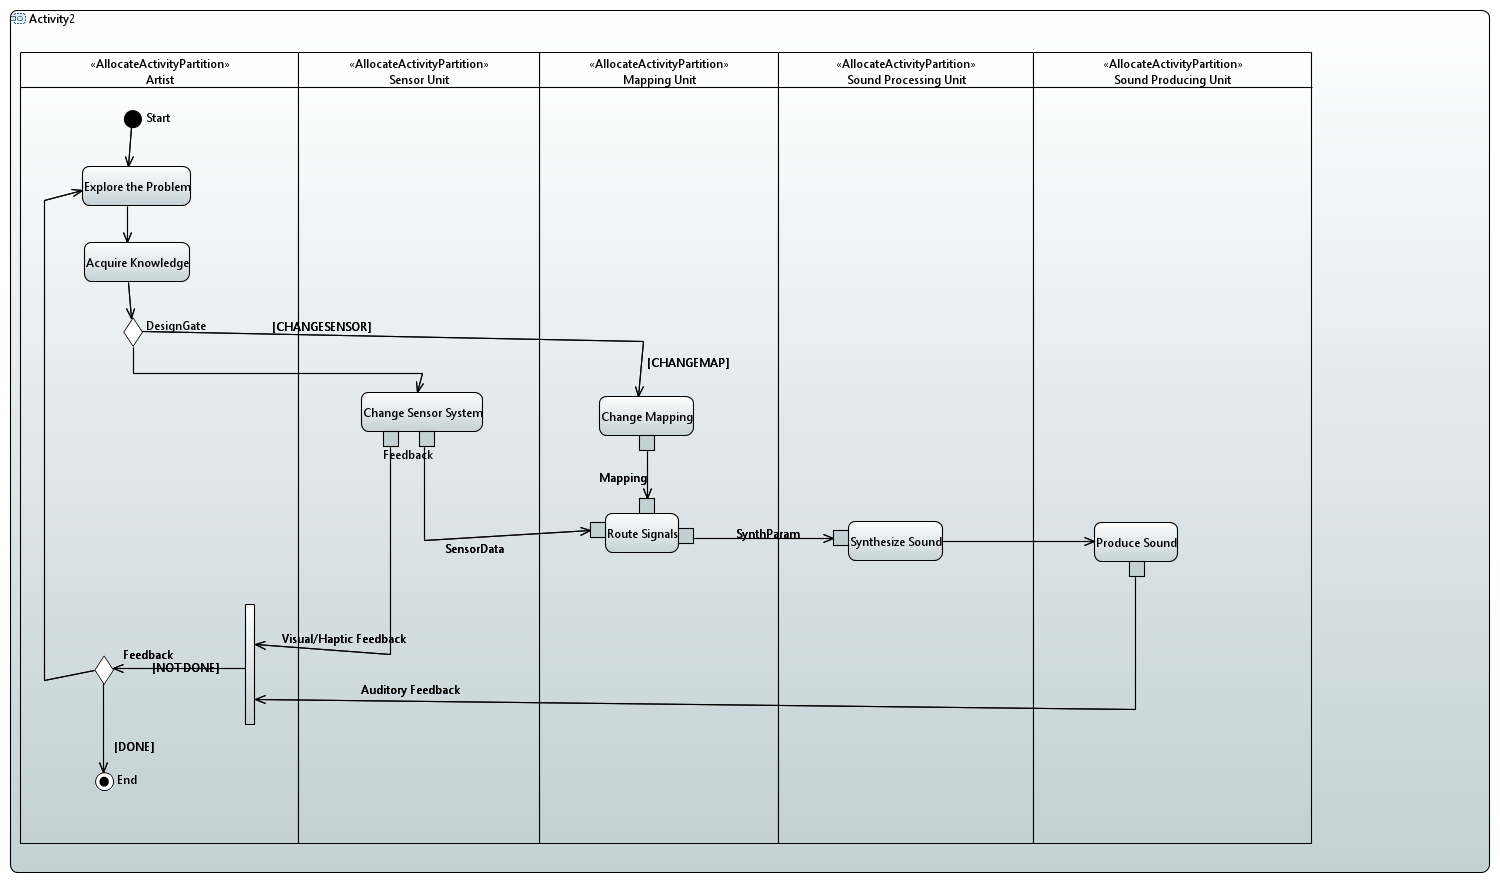 Activity2
«AllocateActivityPartition»
Artist
«AllocateActivityPartition»
Sensor Unit
«AllocateActivityPartition»
Mapping Unit
«AllocateActivityPartition»
Sound Processing Unit
«AllocateActivityPartition»
Sound Producing Unit
Start
Explore the Problem
Acquire Knowledge
DesignGate
[CHANGESENSOR]
[CHANGEMAP]
Change Sensor System
Change Mapping
Feedback
Mapping
Route Signals
SynthParam
Synthesize Sound
Produce Sound
SensorData
Visual/Haptic Feedback
Feedback
[NOTDONE]
Auditory Feedback
[DONE]
End